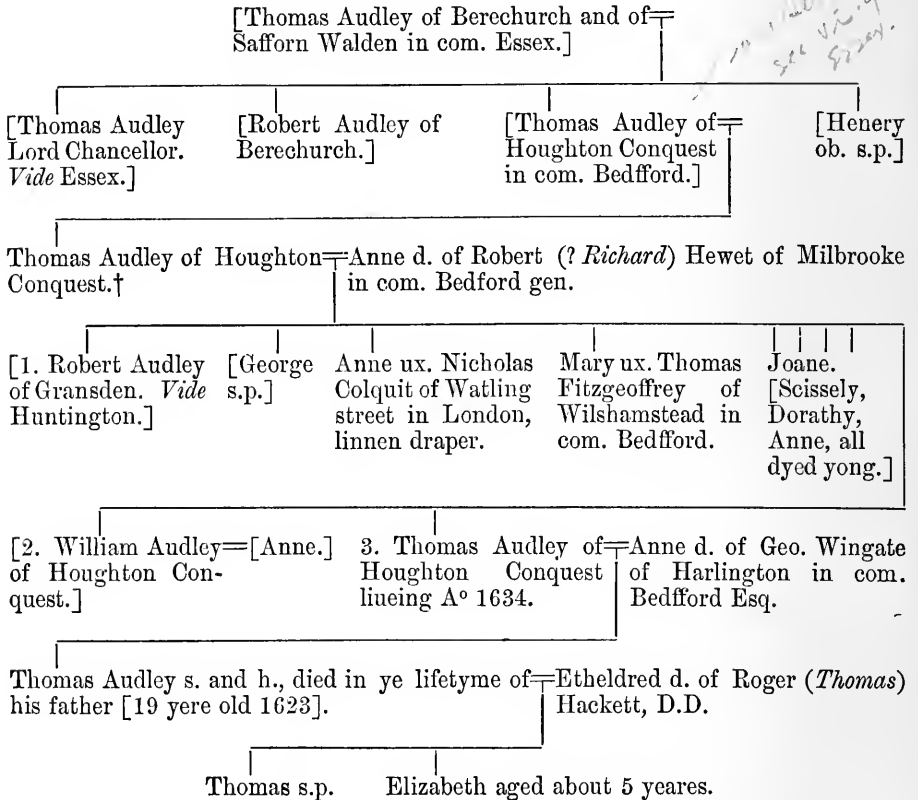 [Thomas Audley of Berechurch and of
Safforn Walden in com. Essex.]
see
Essex.
[Thomas Audley
Lord Chancellor.
Vide Essex.]
[Robert Audley of
Berechurch.]
[Thomas Audley of
Houghton Conquest
in com. Bedfford.]
[Henery
ob. s.p.]
Thomas Audley of Houghton
Conquest.†
Anne d. of Robert (? Richard) Hewet of Milbrooke
in com. Bedford gen.
[1. Robert Audley
of Gransden. Vide
Huntington.]
[George
s.p.]
Anne ux. Nicholas
Colquit of Watling
street in London,
linnen draper.
Mary ux. Thomas
Fitzgeoffrey of
Wilshamstead in
com. Bedfford.
Joane.
[Scissely,
Dorathy,
Anne, all
dyed yong.]
[2. William Audley
of Houghton Con-
quest.]
[Anne.]
3. Thomas Audley of
Houghton Conquest
liueing Aº 1634.
Anne d. of Geo. Wingate
of Harlington in com.
Bedfford Esq.
Thomas Audley s. and h., died in ye lifetyme of
his father [19 yere old 1623].
Etheldred d. of Roger (Thomas)
Hackett, D.D.
Thomas s.p.
Elizabeth aged about 5 yeares.